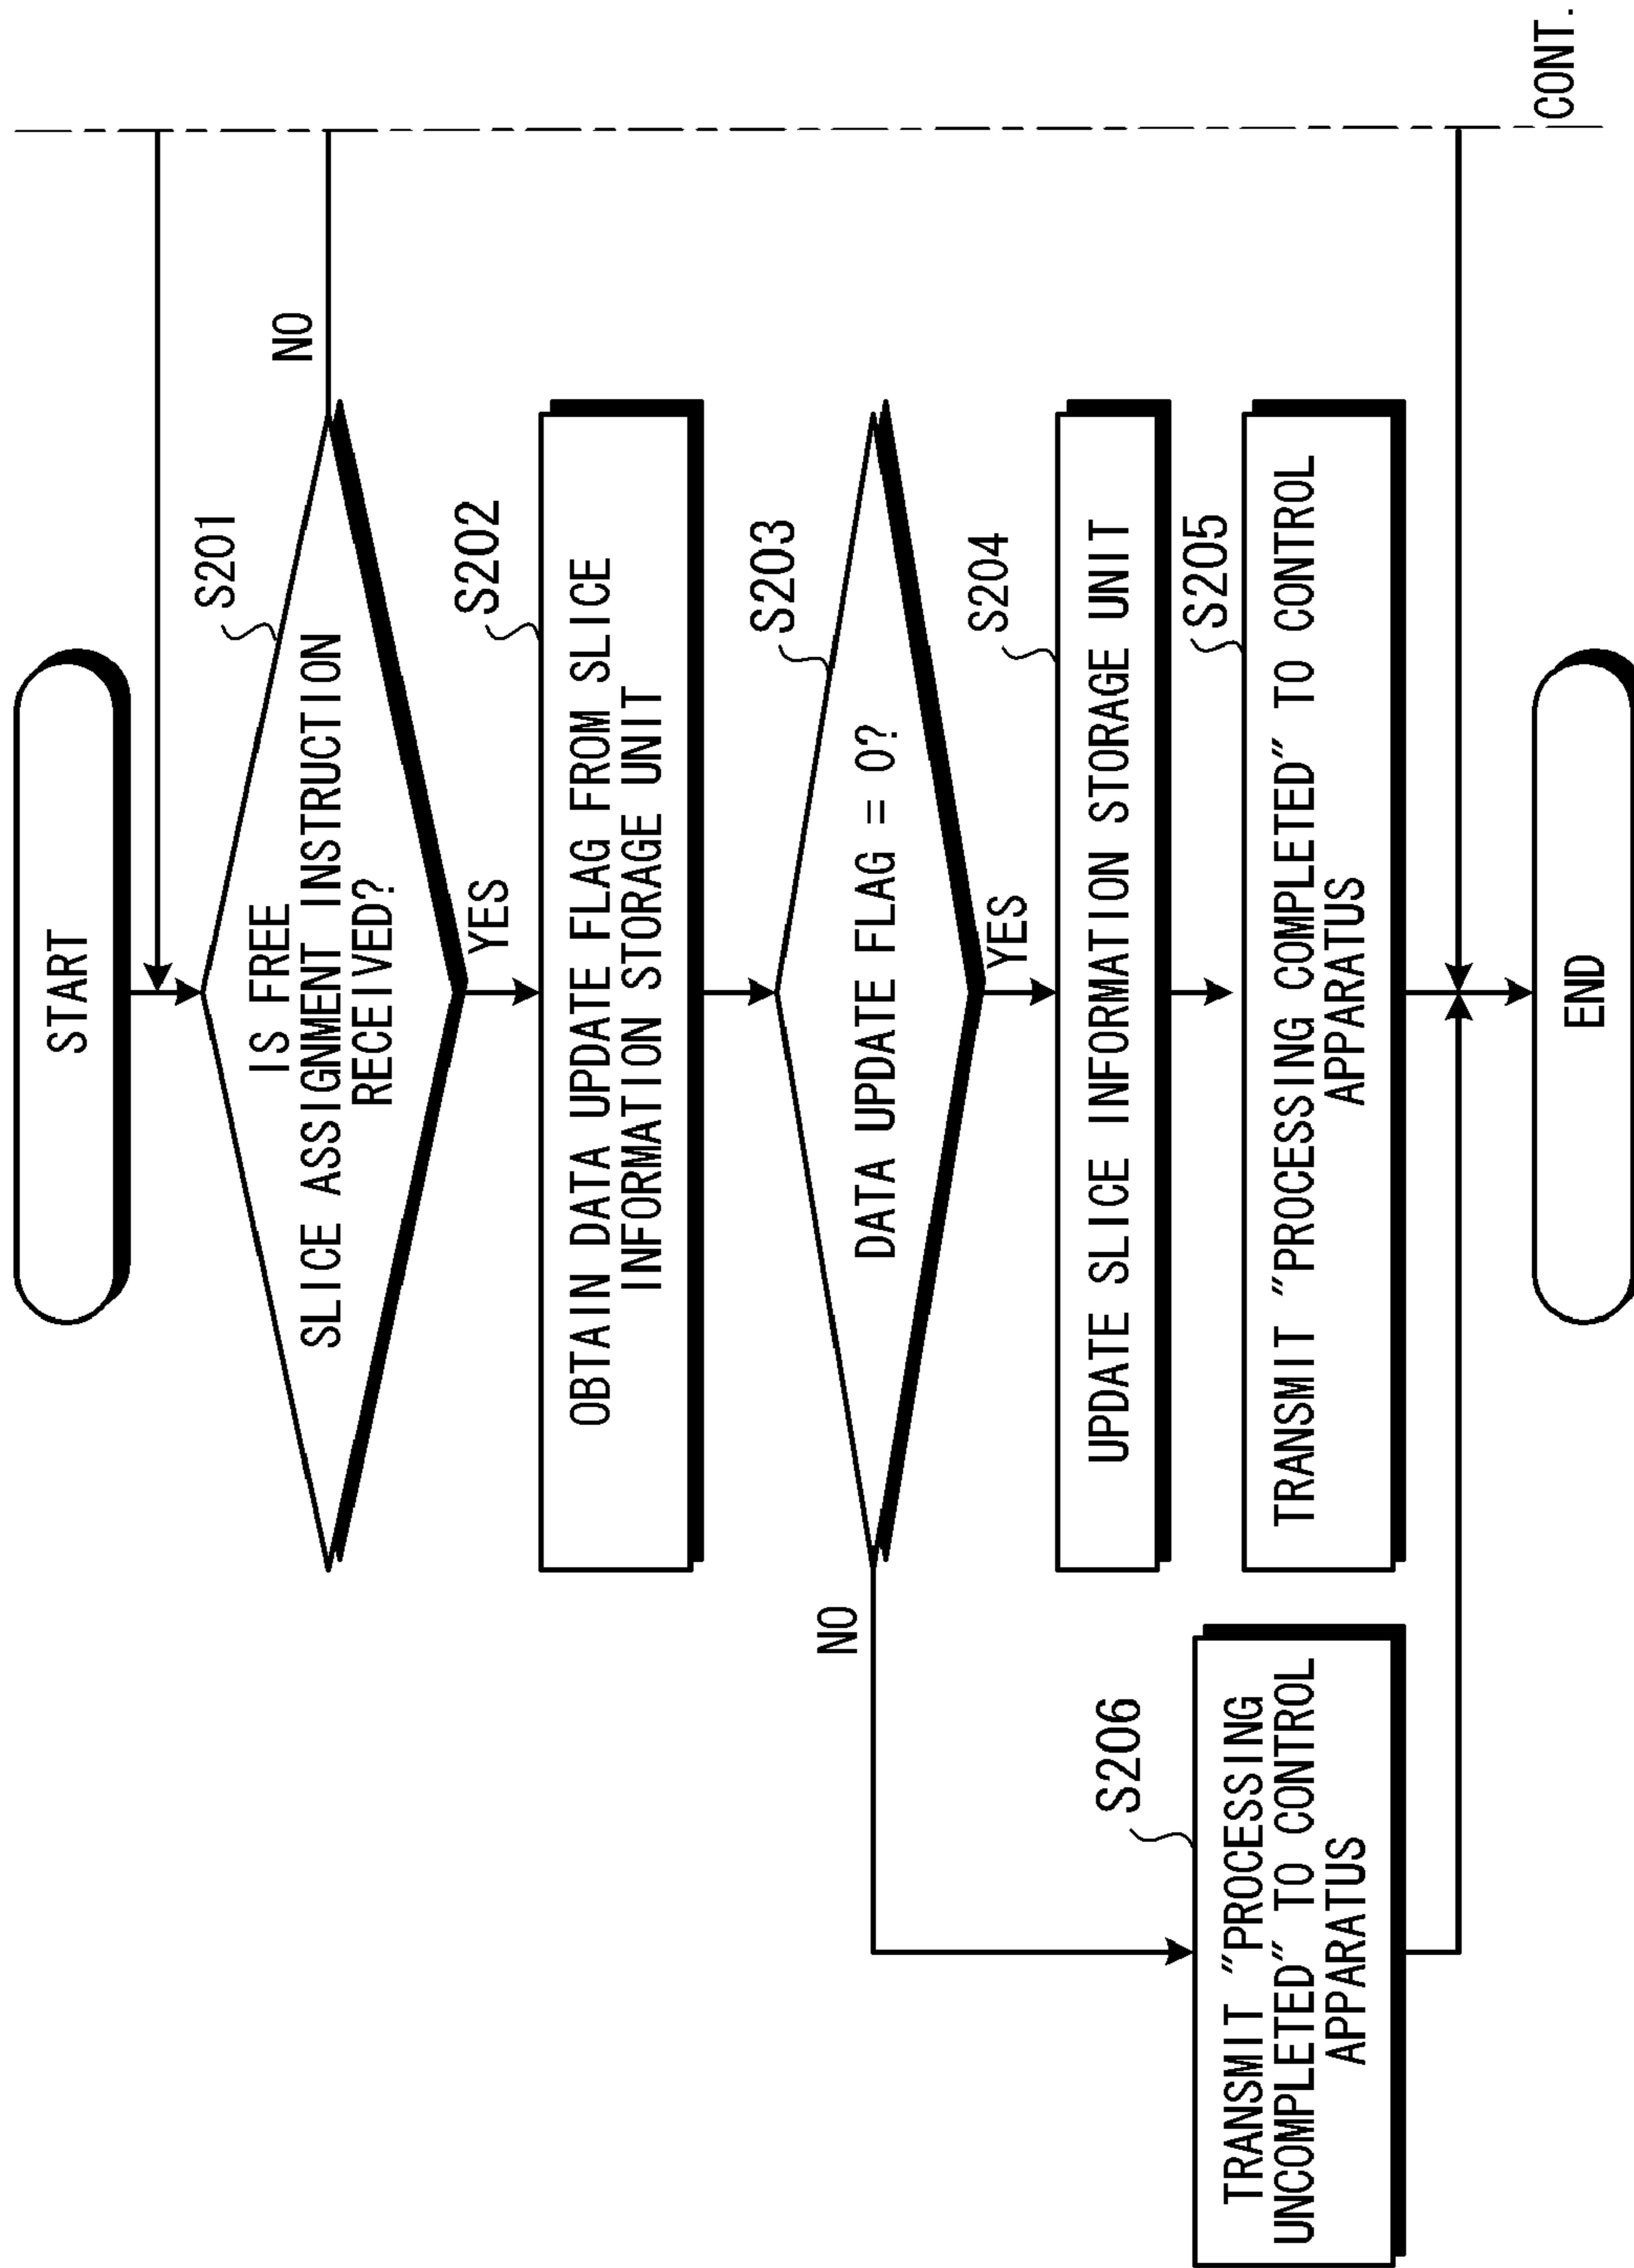 START
S201
IS FREE
SLICE ASSIGNMENT INSTRUCTION
RECEIVED?
NO
YES
S202
OBTAIN DATA UPDATE FLAG FROM SLICE
INFORMATION STORAGE UNIT
S203
DATA UPDATE FLAG = 0?
NO
YES
S204
UPDATE SLICE INFORMATION STORAGE UNIT
S205
TRANSMIT "PROCESSING COMPLETED" TO CONTROL
APPARATUS
S206
TRANSMIT "PROCESSING
UNCOMPLETED" TO CONTROL
APPARATUS
END
CONT.